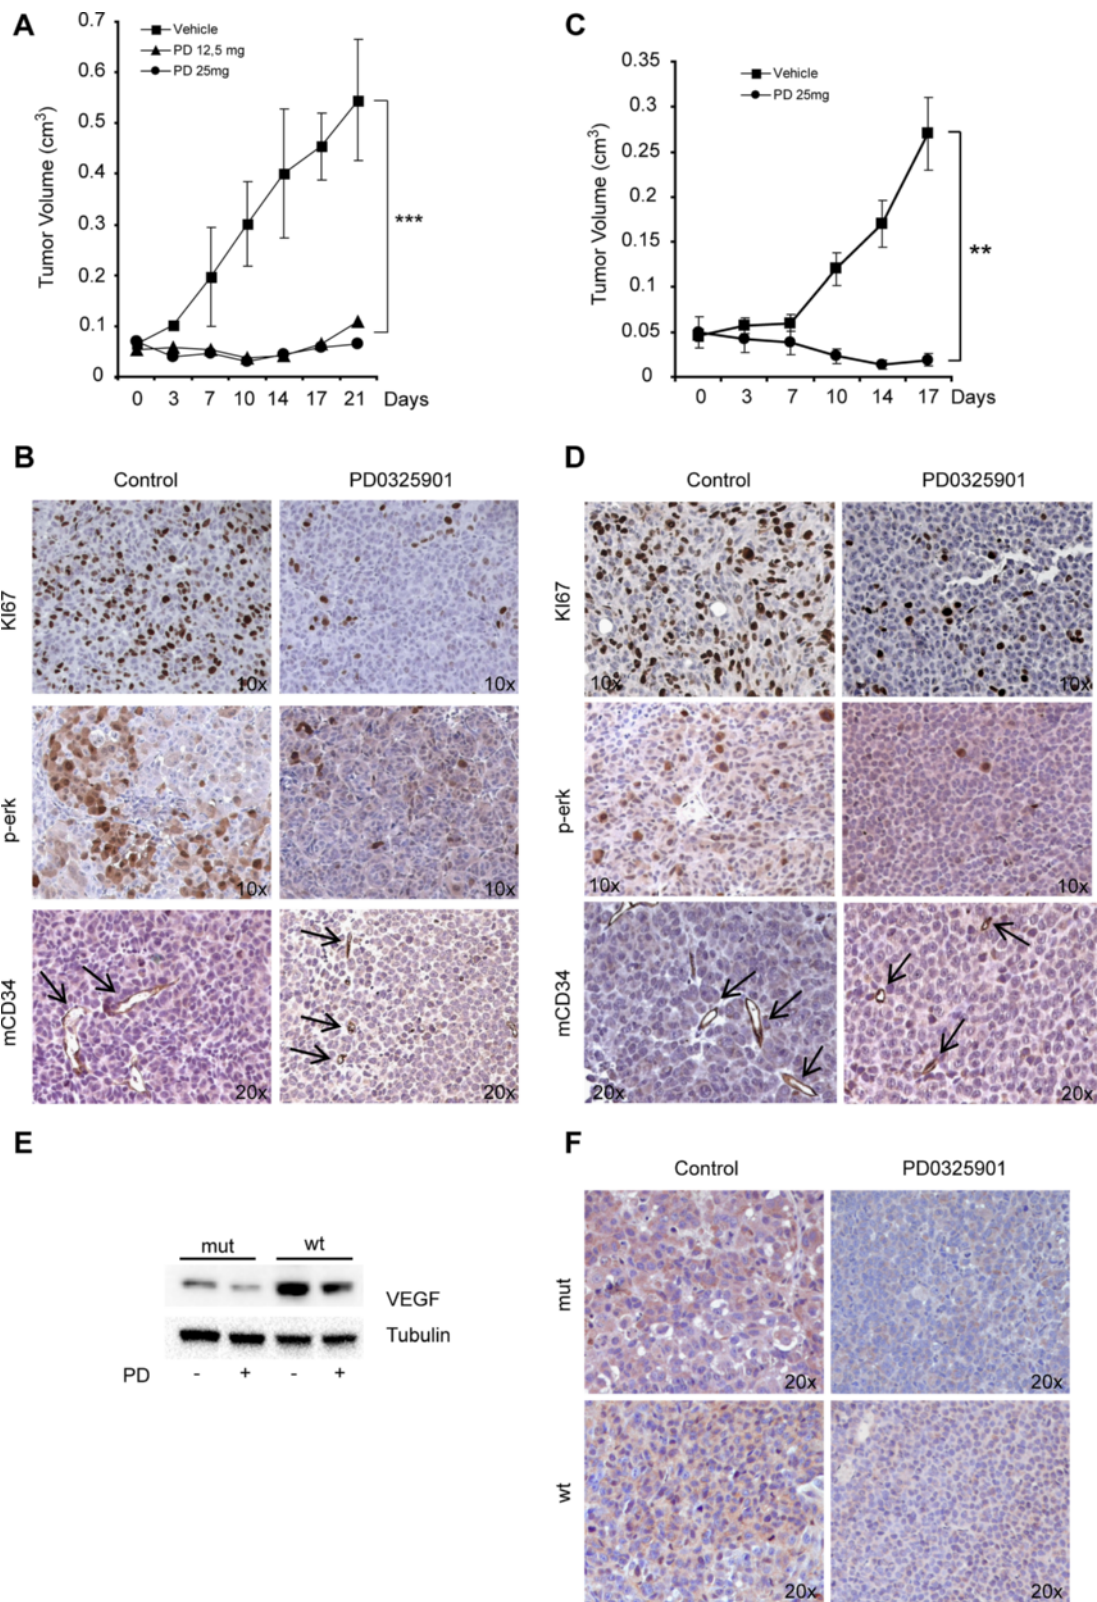 A
0.7
0.6
0.5
0.4
0.3
0.2
0.1
0
Tumor Volume (cm3)
Vehicle
PD 12,5 mg
PD 25mg
***
0 3 7 10 14 17 21 Days
C
0.35
0.3
0.25
0.2
0.15
0.1
0.05
0
Tumor Volume (cm3)
Vehicle
PD 25mg
**
0 3 7 10 14 17 Days
B
Control PD0325901
KI67
10x 10x
p-erk
10x 10x
mCD34
20x 20x
D
Control PD0325901
KI67
10x 10x
p-erk
10x 10x
mCD34
20x 20x
E
mut wt
VEGF
Tubulin
PD - + - +
F
Control PD0325901
mut
20x 20x
wt
20x 20x